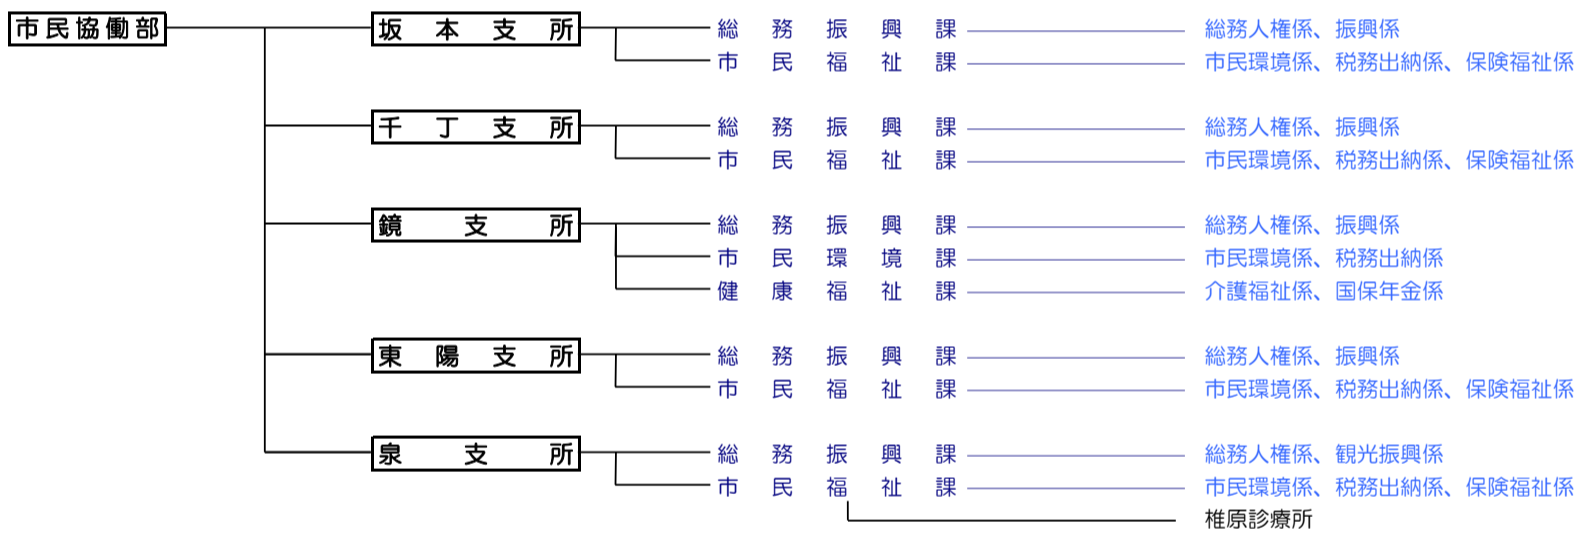 市民協働部 坂本支所 総務振興課 総務人権係、振興係
市民福祉課 市民環境係、税務出納係、保険福祉係
千丁支所 総務振興課 総務人権係、振興係
市民福祉課 市民環境係、税務出納係、保険福祉係
鏡支所 総務振興課 総務人権係、振興係
市民環境課 市民環境係、税務出納係
健康福祉課 介護福祉係、国保年金係
東陽支所 総務振興課 総務人権係、振興係
市民福祉課 市民環境係、税務出納係、保険福祉係
泉支所 総務振興課 総務人権係、観光振興係
市民福祉課 市民環境係、税務出納係、保険福祉係
椎原診療所